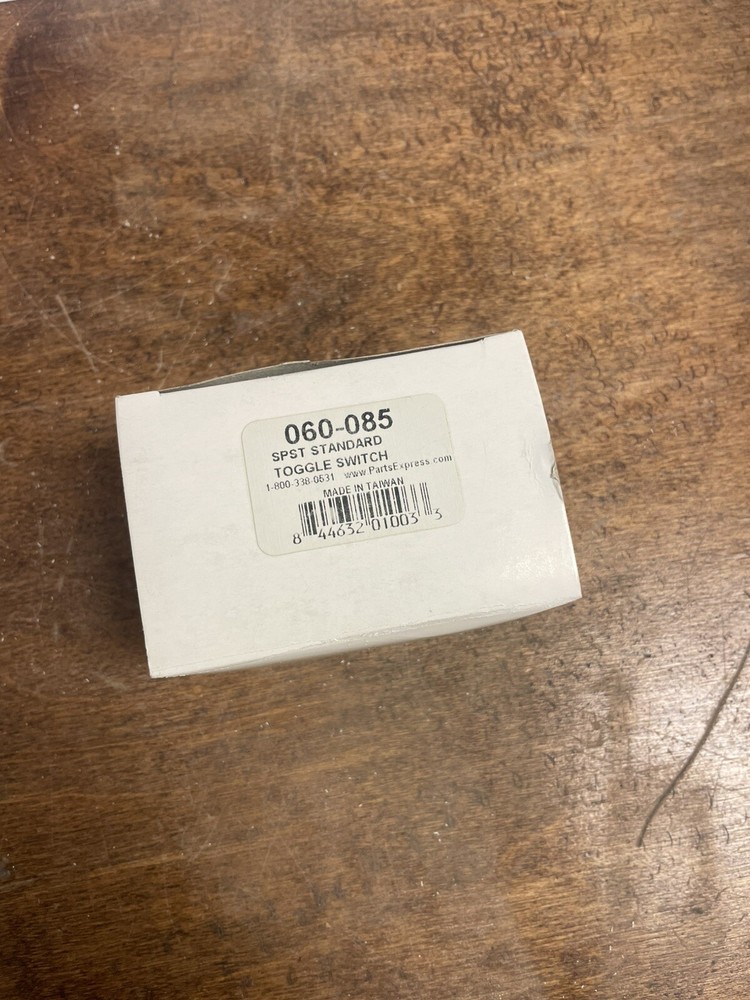 060-085
SPST STANDARD
TOGGLE SWITCH
1-800-338-0531 www.PartsExpress.com
MADE IN TAIWAN
8 44632 01003 3